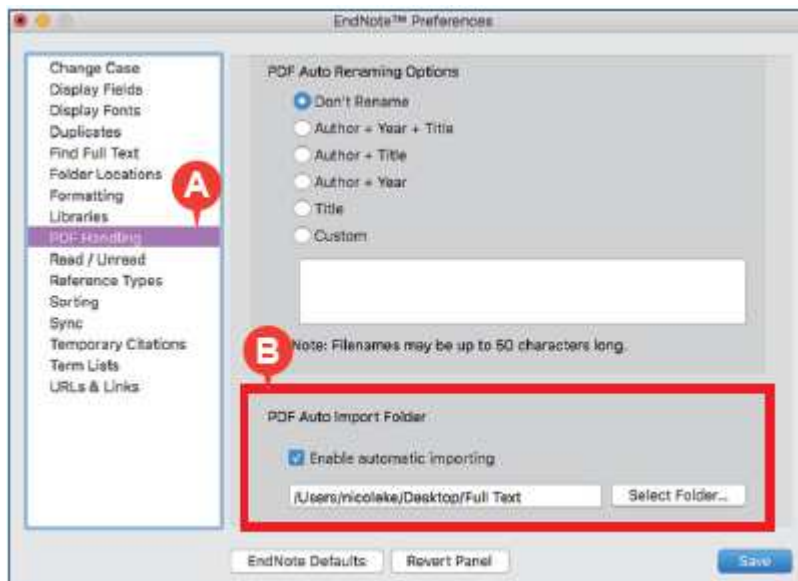 EndNote™ Preferences
Change Case
Display Fields
Display Fonts
Duplicates
Find Full Text
Folder Locations
Formatting
Libraries
PDF Handling
Read / Unread
Reference Types
Sorting
Sync
Temporary Citations
Term Lists
URLs & Links
A
PDF Auto Renaming Options
Don't Rename
Author + Year + Title
Author + Title
Author + Year
Title
Custom
Note: Filenames may be up to 50 characters long.
B
PDF Auto Import Folder
Enable automatic importing
/Users/nicoleke/Desktop/Full Text
Select Folder...
EndNote Defaults
Revert Panel
Save